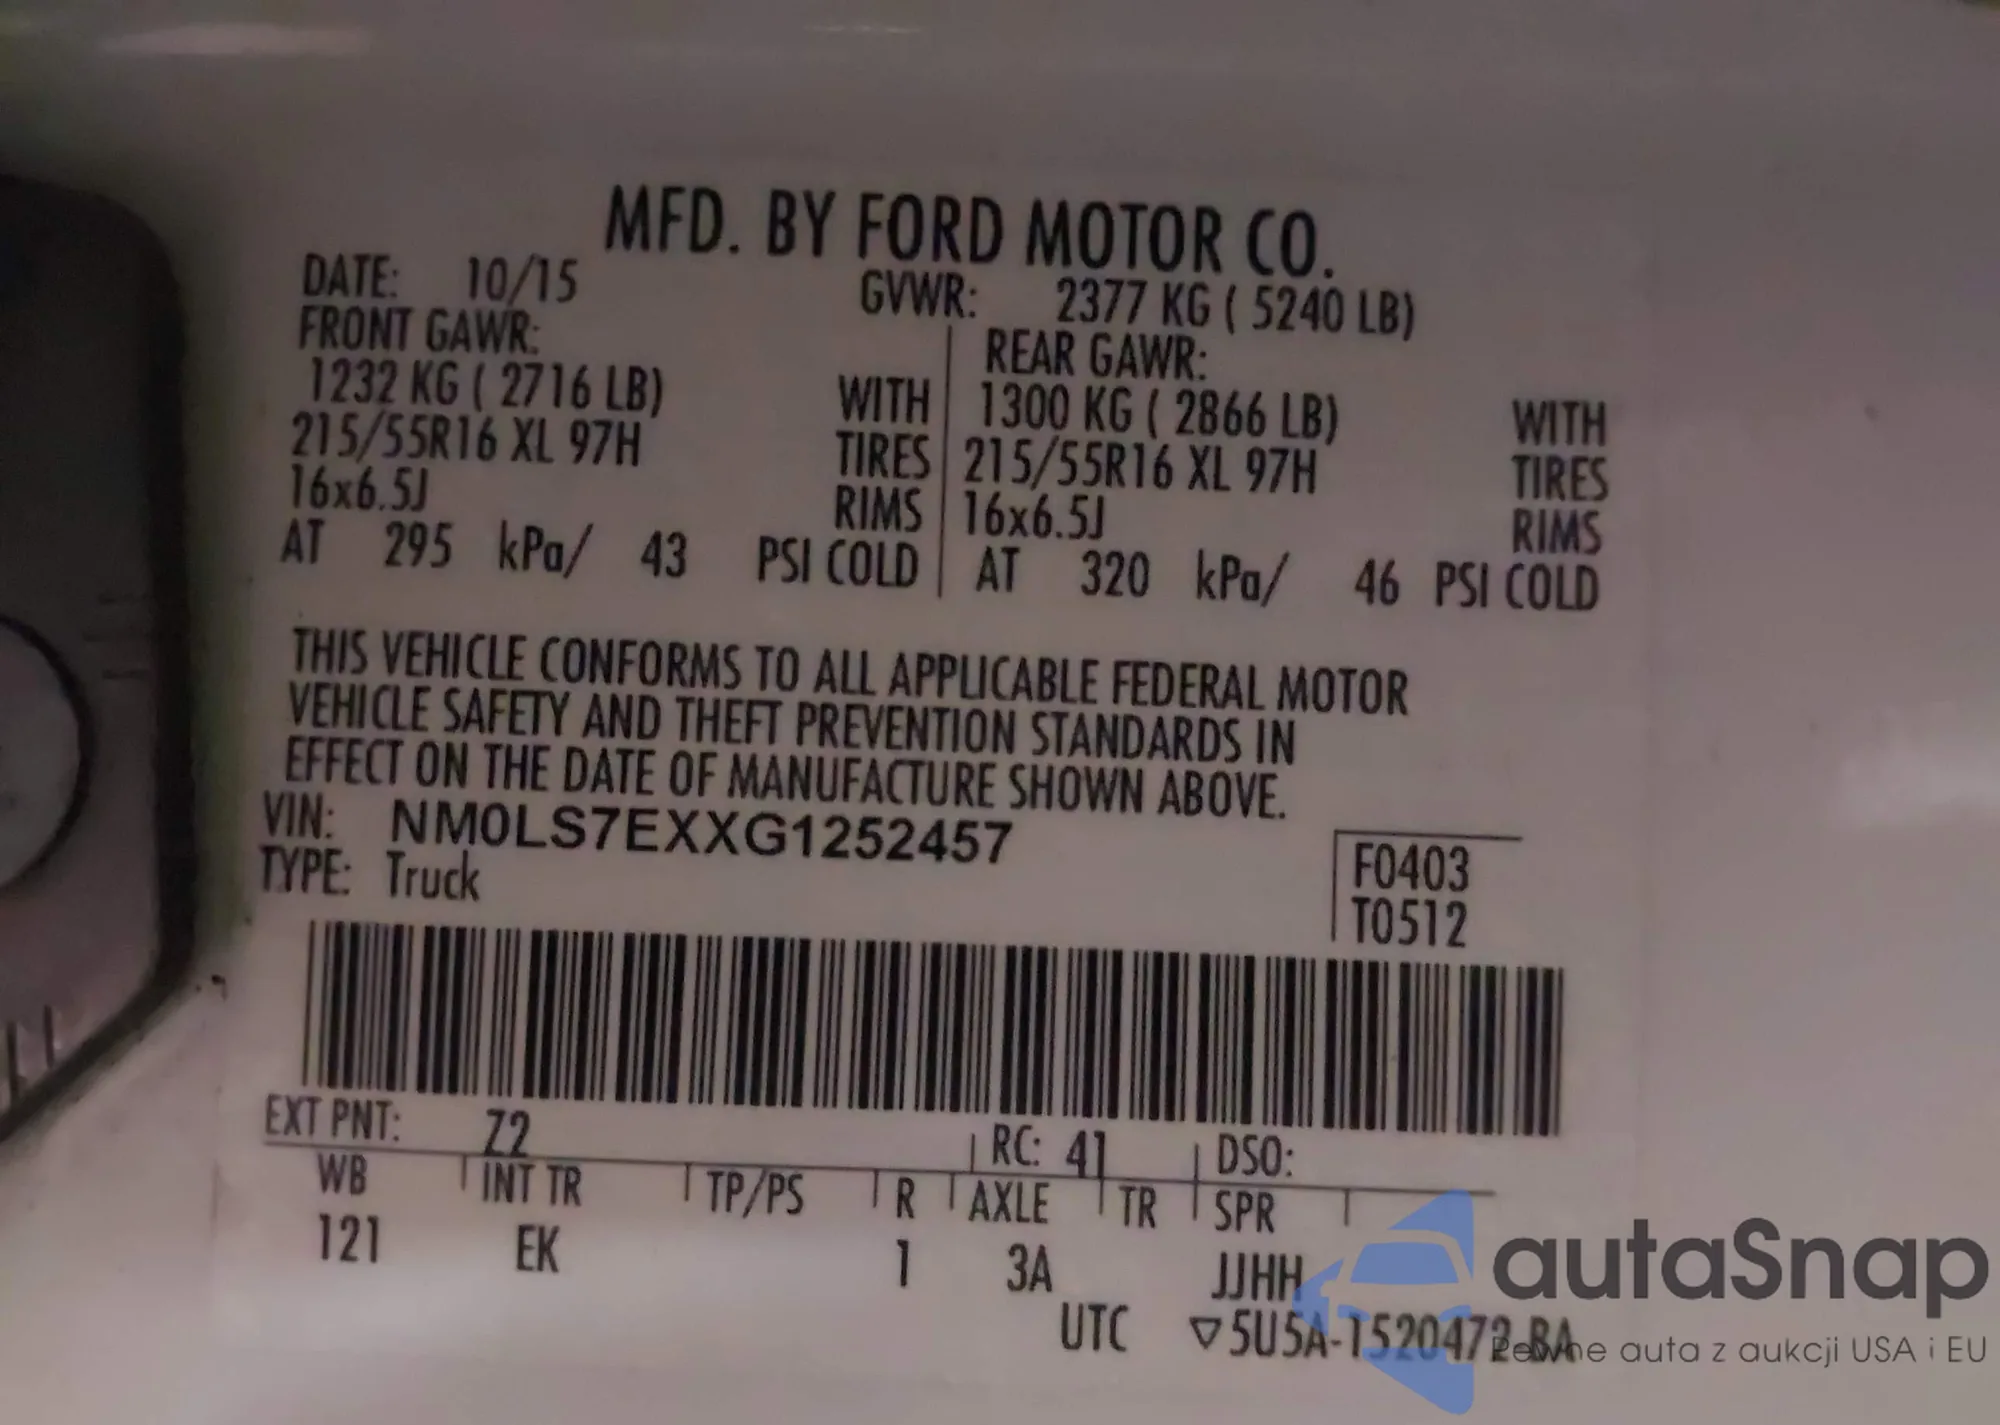 MFD. BY FORD MOTOR CO.
DATE: 10/15 GVWR: 2377 KG ( 5240 LB)
FRONT GAWR: REAR GAWR:
1232 KG ( 2716 LB) WITH 1300 KG ( 2866 LB) WITH
215/55R16 XL 97H TIRES 215/55R16 XL 97H TIRES
16x6.5J RIMS 16x6.5J RIMS
AT 295 kPa/ 43 PSI COLD AT 320 kPa/ 46 PSI COLD
THIS VEHICLE CONFORMS TO ALL APPLICABLE FEDERAL MOTOR
VEHICLE SAFETY AND THEFT PREVENTION STANDARDS IN
EFFECT ON THE DATE OF MANUFACTURE SHOWN ABOVE.
VIN: NM0LS7EXXG1252457
TYPE: Truck
F0403
T0512
EXT PNT: Z2 RC: 41 DSO:
WB INT TR TP/PS R AXLE TR SPR
121 EK 1 3A JJHH
UTC ▽5U5A-1520472-BA
autaSnap
Pewne auta z aukcji USA i EU